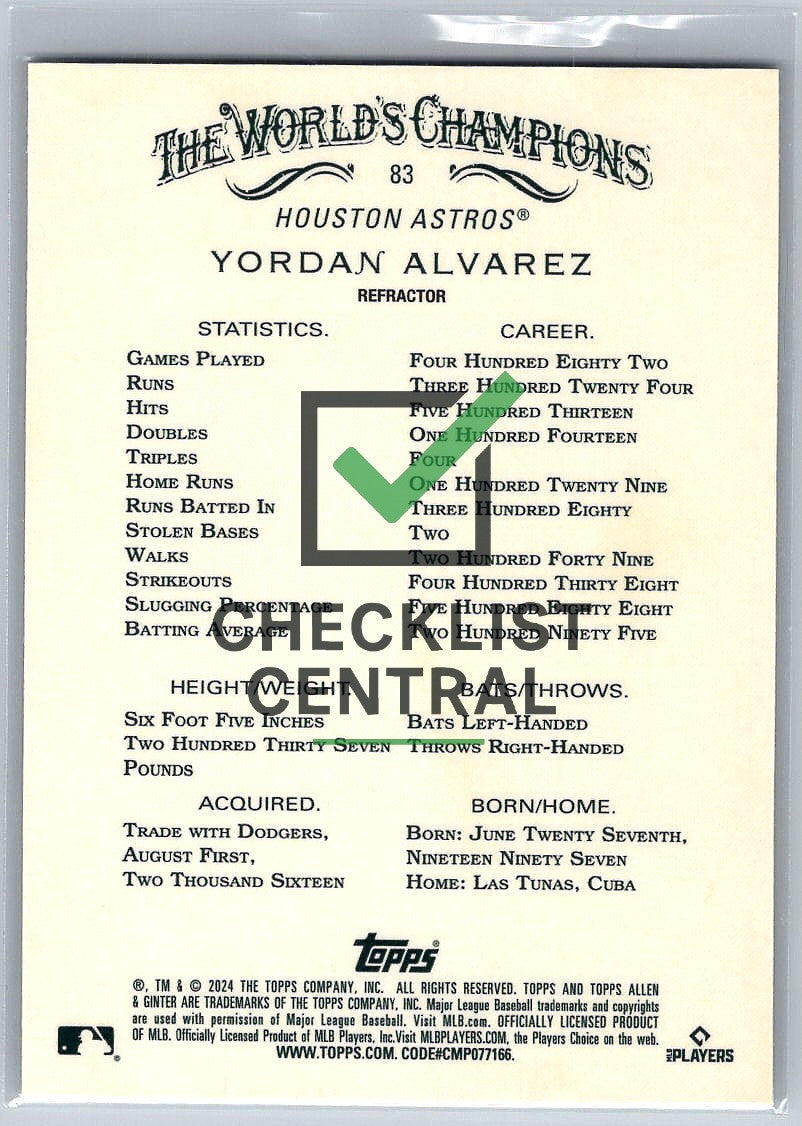 THE WORLD'S CHAMPIONS
83
HOUSTON ASTROS®
YORDAN ALVAREZ
REFRACTOR
STATISTICS. CAREER.
GAMES PLAYED FOUR HUNDRED EIGHTY TWO
RUNS THREE HUNDRED TWENTY FOUR
HITS FIVE HUNDRED THIRTEEN
DOUBLES ONE HUNDRED FOURTEEN
TRIPLES FOUR
HOME RUNS ONE HUNDRED TWENTY NINE
RUNS BATTED IN THREE HUNDRED EIGHTY
STOLEN BASES TWO
WALKS TWO HUNDRED FORTY NINE
STRIKEOUTS FOUR HUNDRED THIRTY EIGHT
SLUGGING PERCENTAGE FIVE HUNDRED EIGHTY EIGHT
BATTING AVERAGE TWO HUNDRED NINETY FIVE
CHECKLIST
CENTRAL
HEIGHT/WEIGHT. BATS/THROWS.
SIX FOOT FIVE INCHES BATS LEFT-HANDED
TWO HUNDRED THIRTY SEVEN THROWS RIGHT-HANDED
POUNDS
ACQUIRED. BORN/HOME.
TRADE WITH DODGERS, BORN: JUNE TWENTY SEVENTH,
AUGUST FIRST, NINETEEN NINETY SEVEN
TWO THOUSAND SIXTEEN HOME: LAS TUNAS, CUBA
topps®
®, TM & © 2024 THE TOPPS COMPANY, INC. ALL RIGHTS RESERVED. TOPPS AND TOPPS ALLEN
& GINTER ARE TRADEMARKS OF THE TOPPS COMPANY, INC. Major League Baseball trademarks and copyrights
are used with permission of Major League Baseball. Visit MLB.com. OFFICIALLY LICENSED PRODUCT
OF MLB. Officially Licensed Product of MLB Players, Inc.Visit MLBPLAYERS.COM, the Players Choice on the web.
WWW.TOPPS.COM. CODE#CMP077166.
MLB PLAYERS